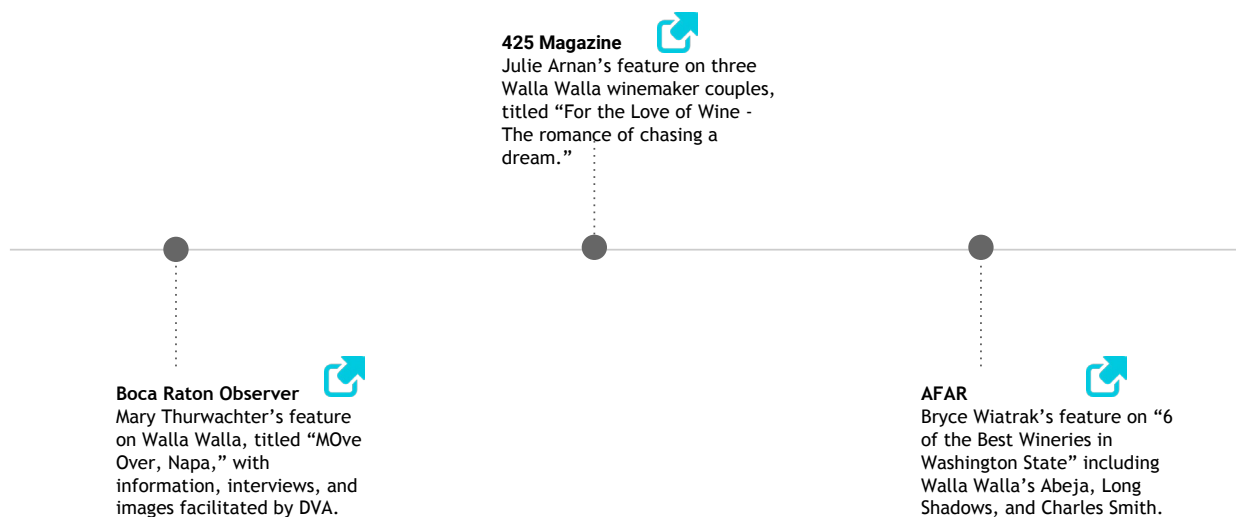 425 Magazine
Julie Arnan’s feature on three
Walla Walla winemaker couples,
titled “For the Love of Wine -
The romance of chasing a
dream.”
Boca Raton Observer
Mary Thurwachter’s feature
on Walla Walla, titled “MOve
Over, Napa,” with
information, interviews, and
images facilitated by DVA.
AFAR
Bryce Wiatrak’s feature on “6
of the Best Wineries in
Washington State” including
Walla Walla’s Abeja, Long
Shadows, and Charles Smith.